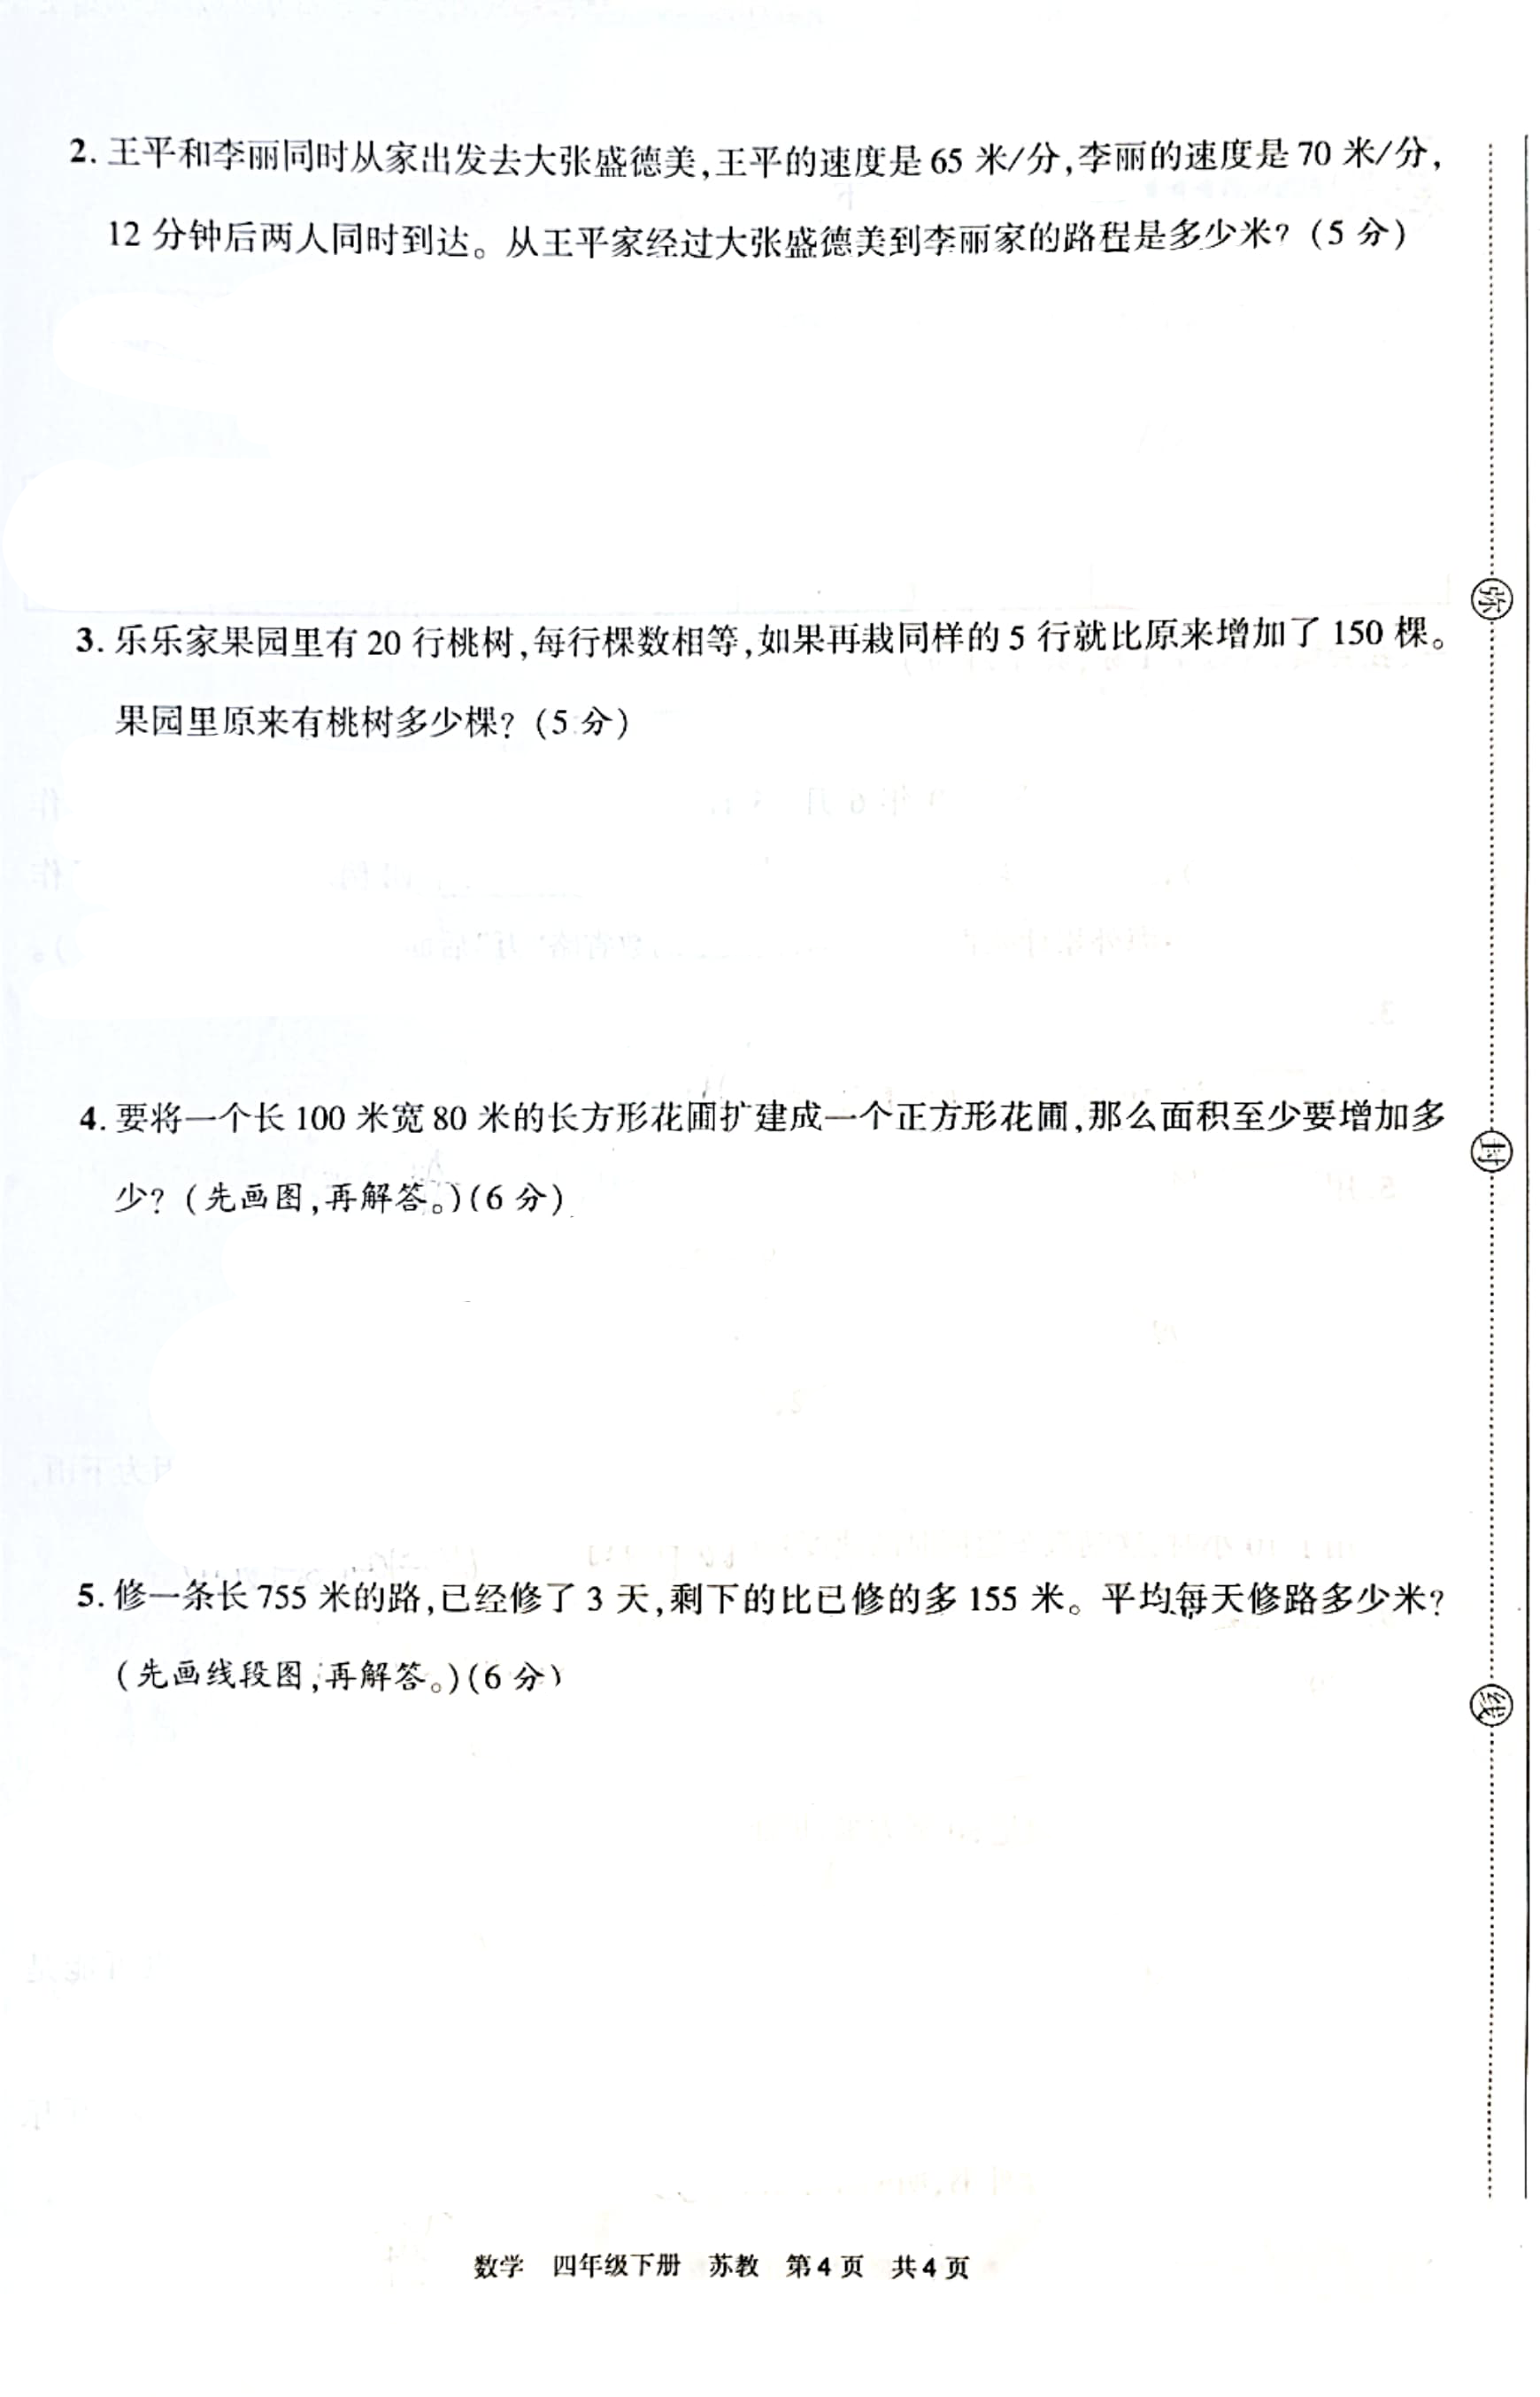 2. 王平和李丽同时从家出发去大张盛德美,王平的速度是 65 米/分,李丽的速度是 70 米/分,
12 分钟后两人同时到达。从王平家经过大张盛德美到李丽家的路程是多少米?(5 分)
3. 乐乐家果园里有 20 行桃树,每行棵数相等,如果再栽同样的 5 行就比原来增加了 150 棵。
果园里原来有桃树多少棵?(5 分)
4. 要将一个长 100 米宽 80 米的长方形花圃扩建成一个正方形花圃,那么面积至少要增加多
少?(先画图,再解答。)(6 分)
5. 修一条长 755 米的路,已经修了 3 天,剩下的比已修的多 155 米。平均每天修路多少米?
(先画线段图,再解答。)(6 分)
数学 四年级下册 苏教 第 4 页 共 4 页
弥
封
线